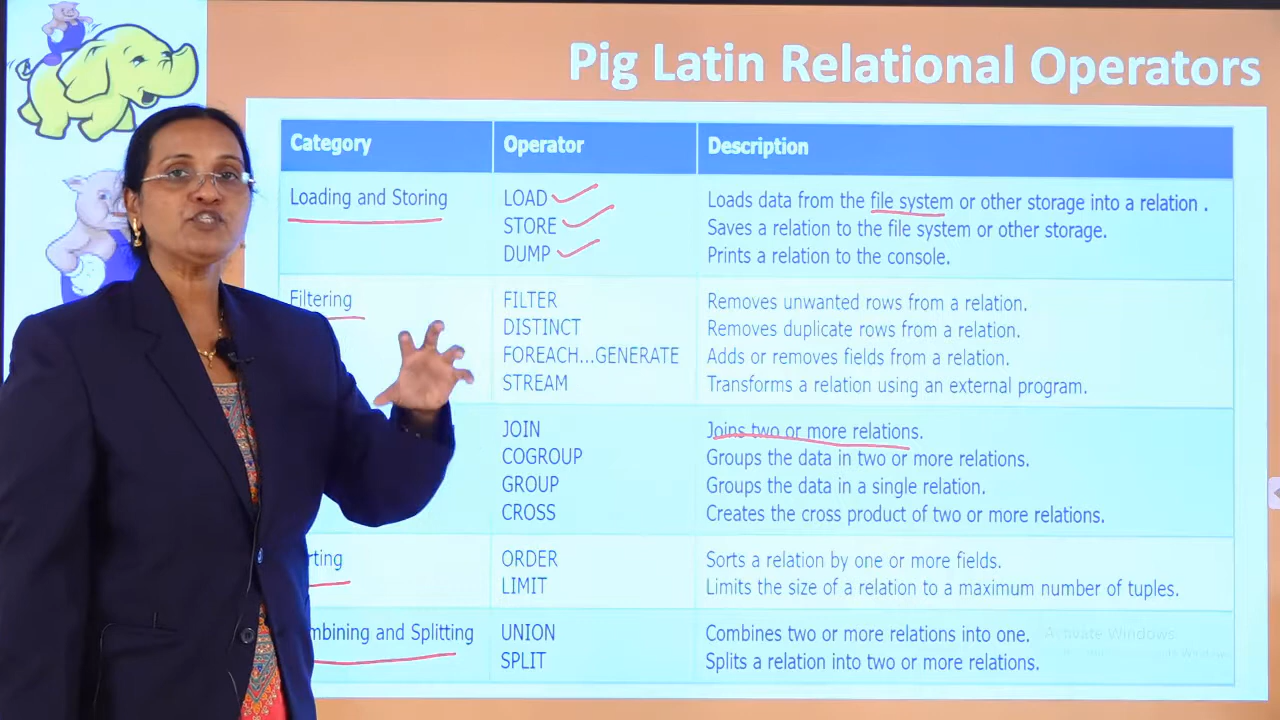 Pig Latin Relational Operators
Category Operator Description
Loading and Storing LOAD Loads data from the file system or other storage into a relation .
STORE Saves a relation to the file system or other storage.
DUMP Prints a relation to the console.
Filtering FILTER Removes unwanted rows from a relation.
DISTINCT Removes duplicate rows from a relation.
FOREACH...GENERATE Adds or removes fields from a relation.
STREAM Transforms a relation using an external program.
JOIN Joins two or more relations.
COGROUP Groups the data in two or more relations.
GROUP Groups the data in a single relation.
CROSS Creates the cross product of two or more relations.
rting ORDER Sorts a relation by one or more fields.
LIMIT Limits the size of a relation to a maximum number of tuples.
mbining and Splitting UNION Combines two or more relations into one.
Activate Windows
SPLIT Splits a relation into two or more relations.